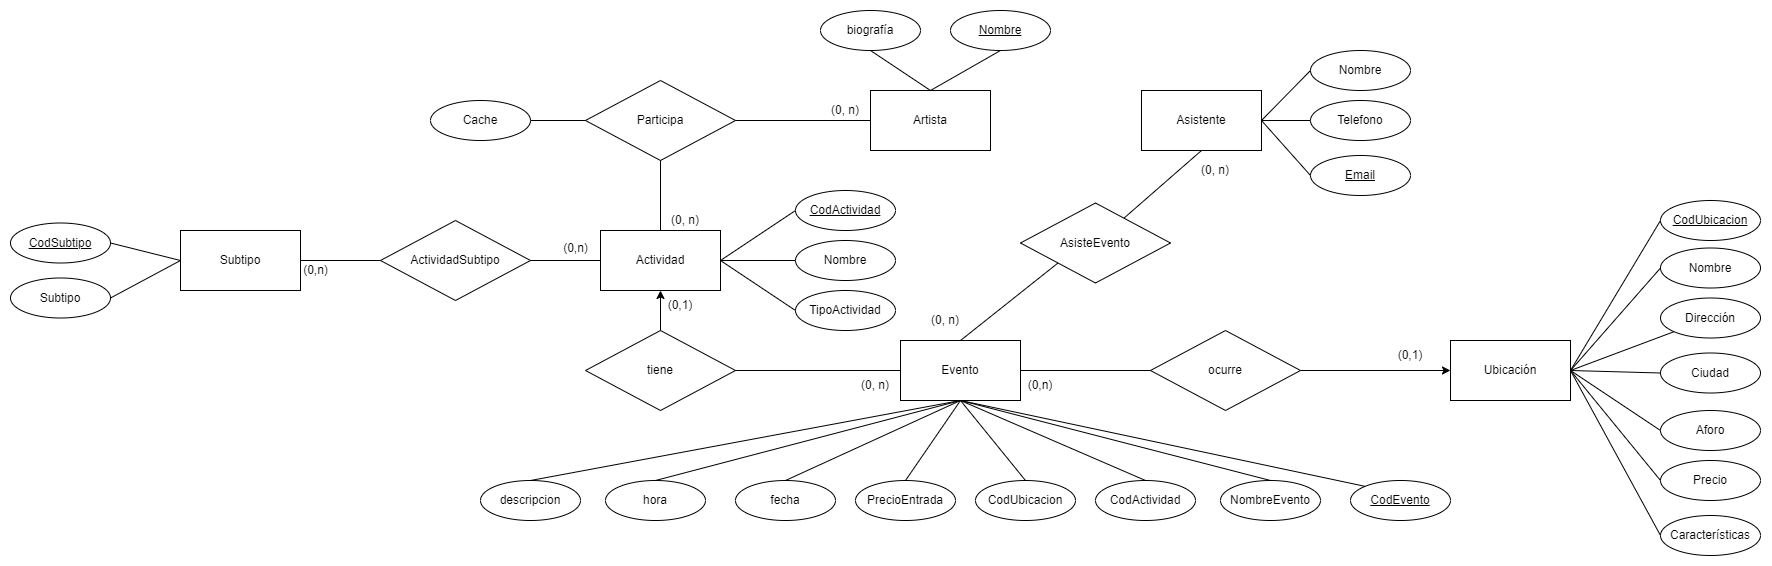 biografía
Nombre
Cache
Participa
(0, n)
Artista
Asistente
Nombre
Telefono
Email
(0, n)
(0, n)
CodActividad
Nombre
TipoActividad
CodSubtipo
Subtipo
Subtipo
(0,n)
ActividadSubtipo
(0,n)
Actividad
(0,1)
AsisteEvento
(0, n)
CodUbicacion
Nombre
Dirección
Ciudad
Aforo
Precio
Características
tiene
(0, n)
Evento
(0,n)
ocurre
(0,1)
Ubicación
descripcion
hora
fecha
PrecioEntrada
CodUbicacion
CodActividad
NombreEvento
CodEvento